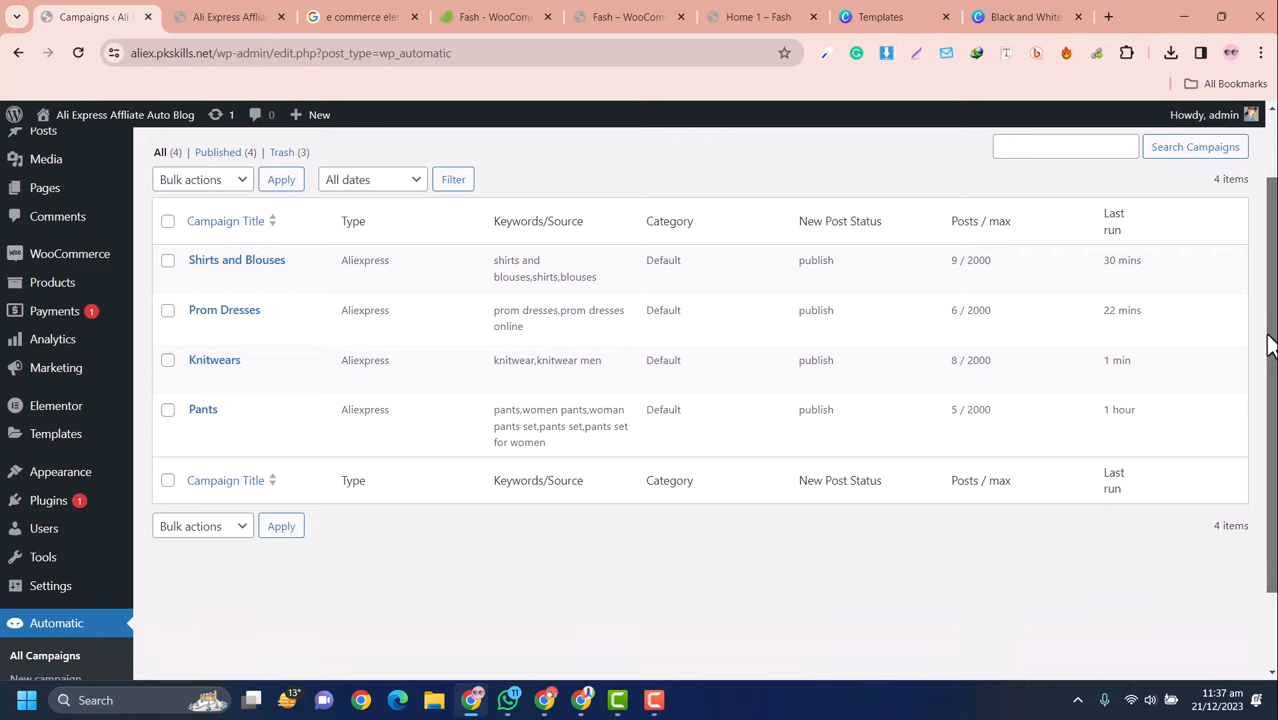 Campaigns ‹ Ali
Ali Express Affliat
e commerce elem
Fash - WooCom
Fash – WooCom
Home 1 – Fash
Templates
Black and White
aliex.pkskills.net/wp-admin/edit.php?post_type=wp_automatic
All Bookmarks
Ali Express Affliate Auto Blog
1
0
New
Howdy, admin
Posts
Media
Pages
Comments
WooCommerce
Products
Payments 1
Analytics
Marketing
Elementor
Templates
Appearance
Plugins 1
Users
Tools
Settings
Automatic
All Campaigns
New campaign
All (4) | Published (4) | Trash (3)
Search Campaigns
Bulk actions
Apply
All dates
Filter
4 items
Campaign Title
Type
Keywords/Source
Category
New Post Status
Posts / max
Last
run
Shirts and Blouses
Aliexpress
shirts and
blouses,shirts,blouses
Default
publish
9 / 2000
30 mins
Prom Dresses
Aliexpress
prom dresses,prom dresses
online
Default
publish
6 / 2000
22 mins
Knitwears
Aliexpress
knitwear,knitwear men
Default
publish
8 / 2000
1 min
Pants
Aliexpress
pants,women pants,woman
pants set,pants set,pants set
for women
Default
publish
5 / 2000
1 hour
Campaign Title
Type
Keywords/Source
Category
New Post Status
Posts / max
Last
run
Bulk actions
Apply
4 items
Search
13°
11
11:37 am
21/12/2023